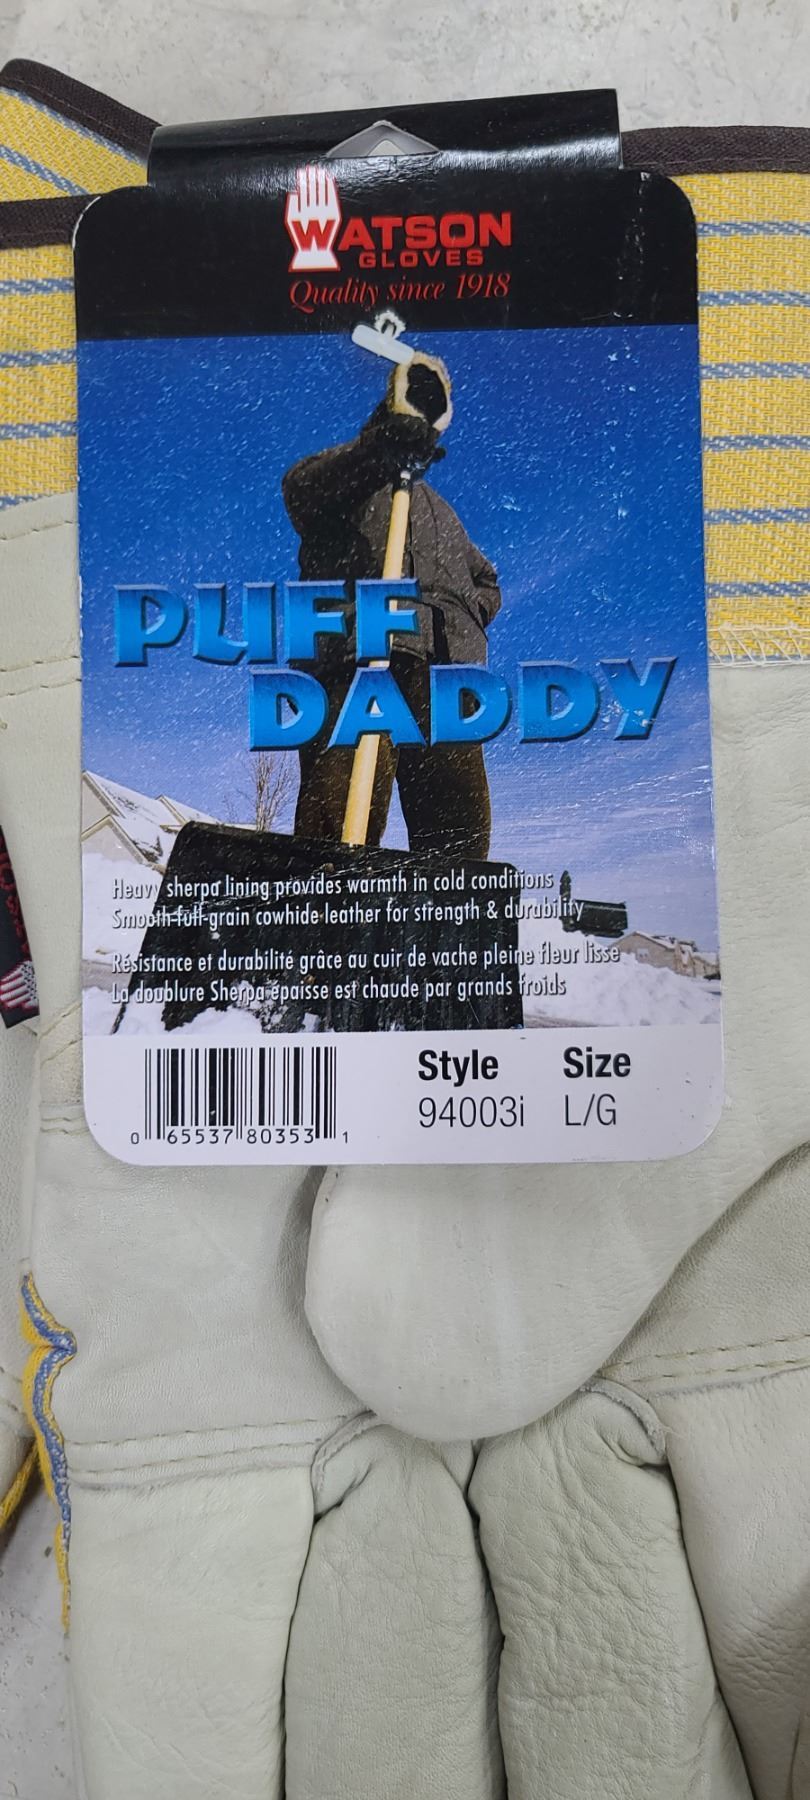 WATSON
GLOVES
Quality since 1918
PUFF
DADDY
Heavy sherpa lining provides warmth in cold conditions
Smooth full-grain cowhide leather for strength & durability
Résistance et durabilité grâce au cuir de vache pleine fleur lisse
La doublure Sherpa épaisse est chaude par grands froids
Style Size
94003i L/G
0 65537 80353 1